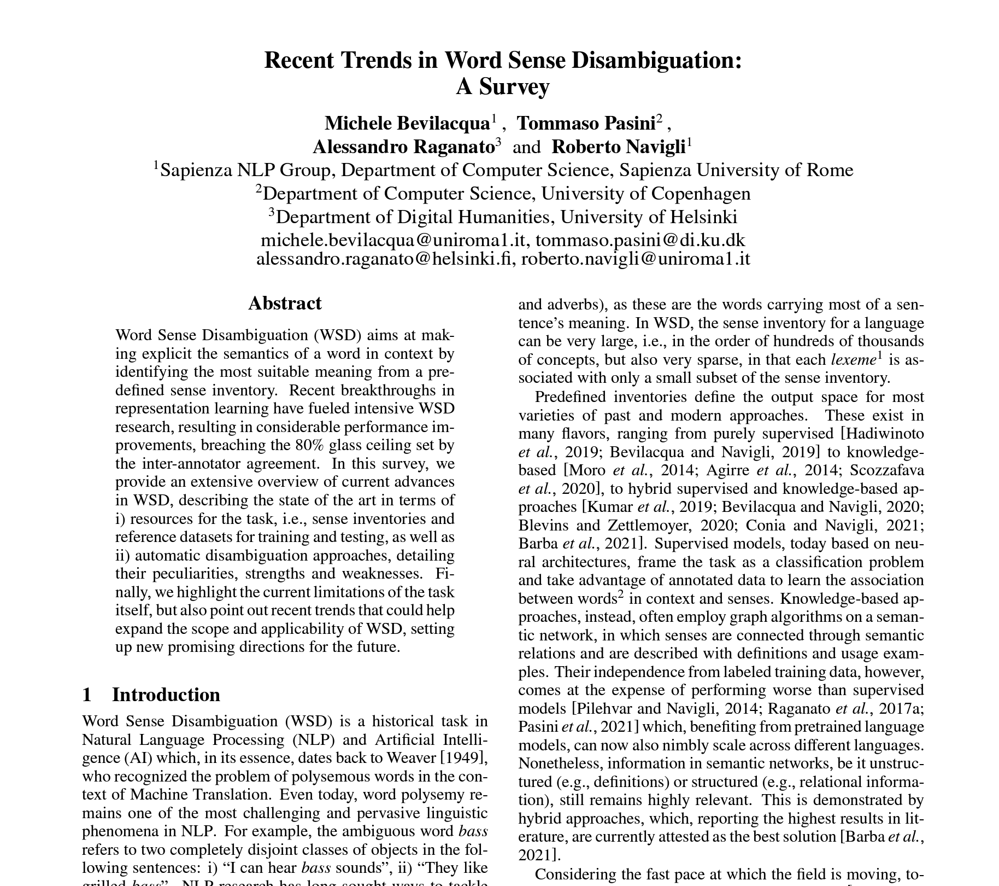 Recent Trends in Word Sense Disambiguation:
A Survey
Michele Bevilacqua1 , Tommaso Pasini2 ,
Alessandro Raganato3 and Roberto Navigli1
1Sapienza NLP Group, Department of Computer Science, Sapienza University of Rome
2Department of Computer Science, University of Copenhagen
3Department of Digital Humanities, University of Helsinki
michele.bevilacqua@uniroma1.it, tommaso.pasini@di.ku.dk
alessandro.raganato@helsinki.fi, roberto.navigli@uniroma1.it
Abstract
Word Sense Disambiguation (WSD) aims at mak-
ing explicit the semantics of a word in context by
identifying the most suitable meaning from a pre-
defined sense inventory. Recent breakthroughs in
representation learning have fueled intensive WSD
research, resulting in considerable performance im-
provements, breaching the 80% glass ceiling set by
the inter-annotator agreement. In this survey, we
provide an extensive overview of current advances
in WSD, describing the state of the art in terms of
i) resources for the task, i.e., sense inventories and
reference datasets for training and testing, as well as
ii) automatic disambiguation approaches, detailing
their peculiarities, strengths and weaknesses. Fi-
nally, we highlight the current limitations of the task
itself, but also point out recent trends that could help
expand the scope and applicability of WSD, setting
up new promising directions for the future.
1 Introduction
Word Sense Disambiguation (WSD) is a historical task in
Natural Language Processing (NLP) and Artificial Intelli-
gence (AI) which, in its essence, dates back to Weaver [1949],
who recognized the problem of polysemous words in the con-
text of Machine Translation. Even today, word polysemy re-
mains one of the most challenging and pervasive linguistic
phenomena in NLP. For example, the ambiguous word bass
refers to two completely disjoint classes of objects in the fol-
lowing sentences: i) “I can hear bass sounds”, ii) “They like
grilled bass”. NLP research has long sought ways to tackle
and adverbs), as these are the words carrying most of a sen-
tence’s meaning. In WSD, the sense inventory for a language
can be very large, i.e., in the order of hundreds of thousands
of concepts, but also very sparse, in that each lexeme1 is as-
sociated with only a small subset of the sense inventory.
Predefined inventories define the output space for most
varieties of past and modern approaches. These exist in
many flavors, ranging from purely supervised [Hadiwinoto
et al., 2019; Bevilacqua and Navigli, 2019] to knowledge-
based [Moro et al., 2014; Agirre et al., 2014; Scozzafava
et al., 2020], to hybrid supervised and knowledge-based ap-
proaches [Kumar et al., 2019; Bevilacqua and Navigli, 2020;
Blevins and Zettlemoyer, 2020; Conia and Navigli, 2021;
Barba et al., 2021]. Supervised models, today based on neu-
ral architectures, frame the task as a classification problem
and take advantage of annotated data to learn the association
between words2 in context and senses. Knowledge-based ap-
proaches, instead, often employ graph algorithms on a seman-
tic network, in which senses are connected through semantic
relations and are described with definitions and usage exam-
ples. Their independence from labeled training data, however,
comes at the expense of performing worse than supervised
models [Pilehvar and Navigli, 2014; Raganato et al., 2017a;
Pasini et al., 2021] which, benefiting from pretrained language
models, can now also nimbly scale across different languages.
Nonetheless, information in semantic networks, be it unstruc-
tured (e.g., definitions) or structured (e.g., relational informa-
tion), still remains highly relevant. This is demonstrated by
hybrid approaches, which, reporting the highest results in lit-
erature, are currently attested as the best solution [Barba et al.,
2021].
Considering the fast pace at which the field is moving, to-